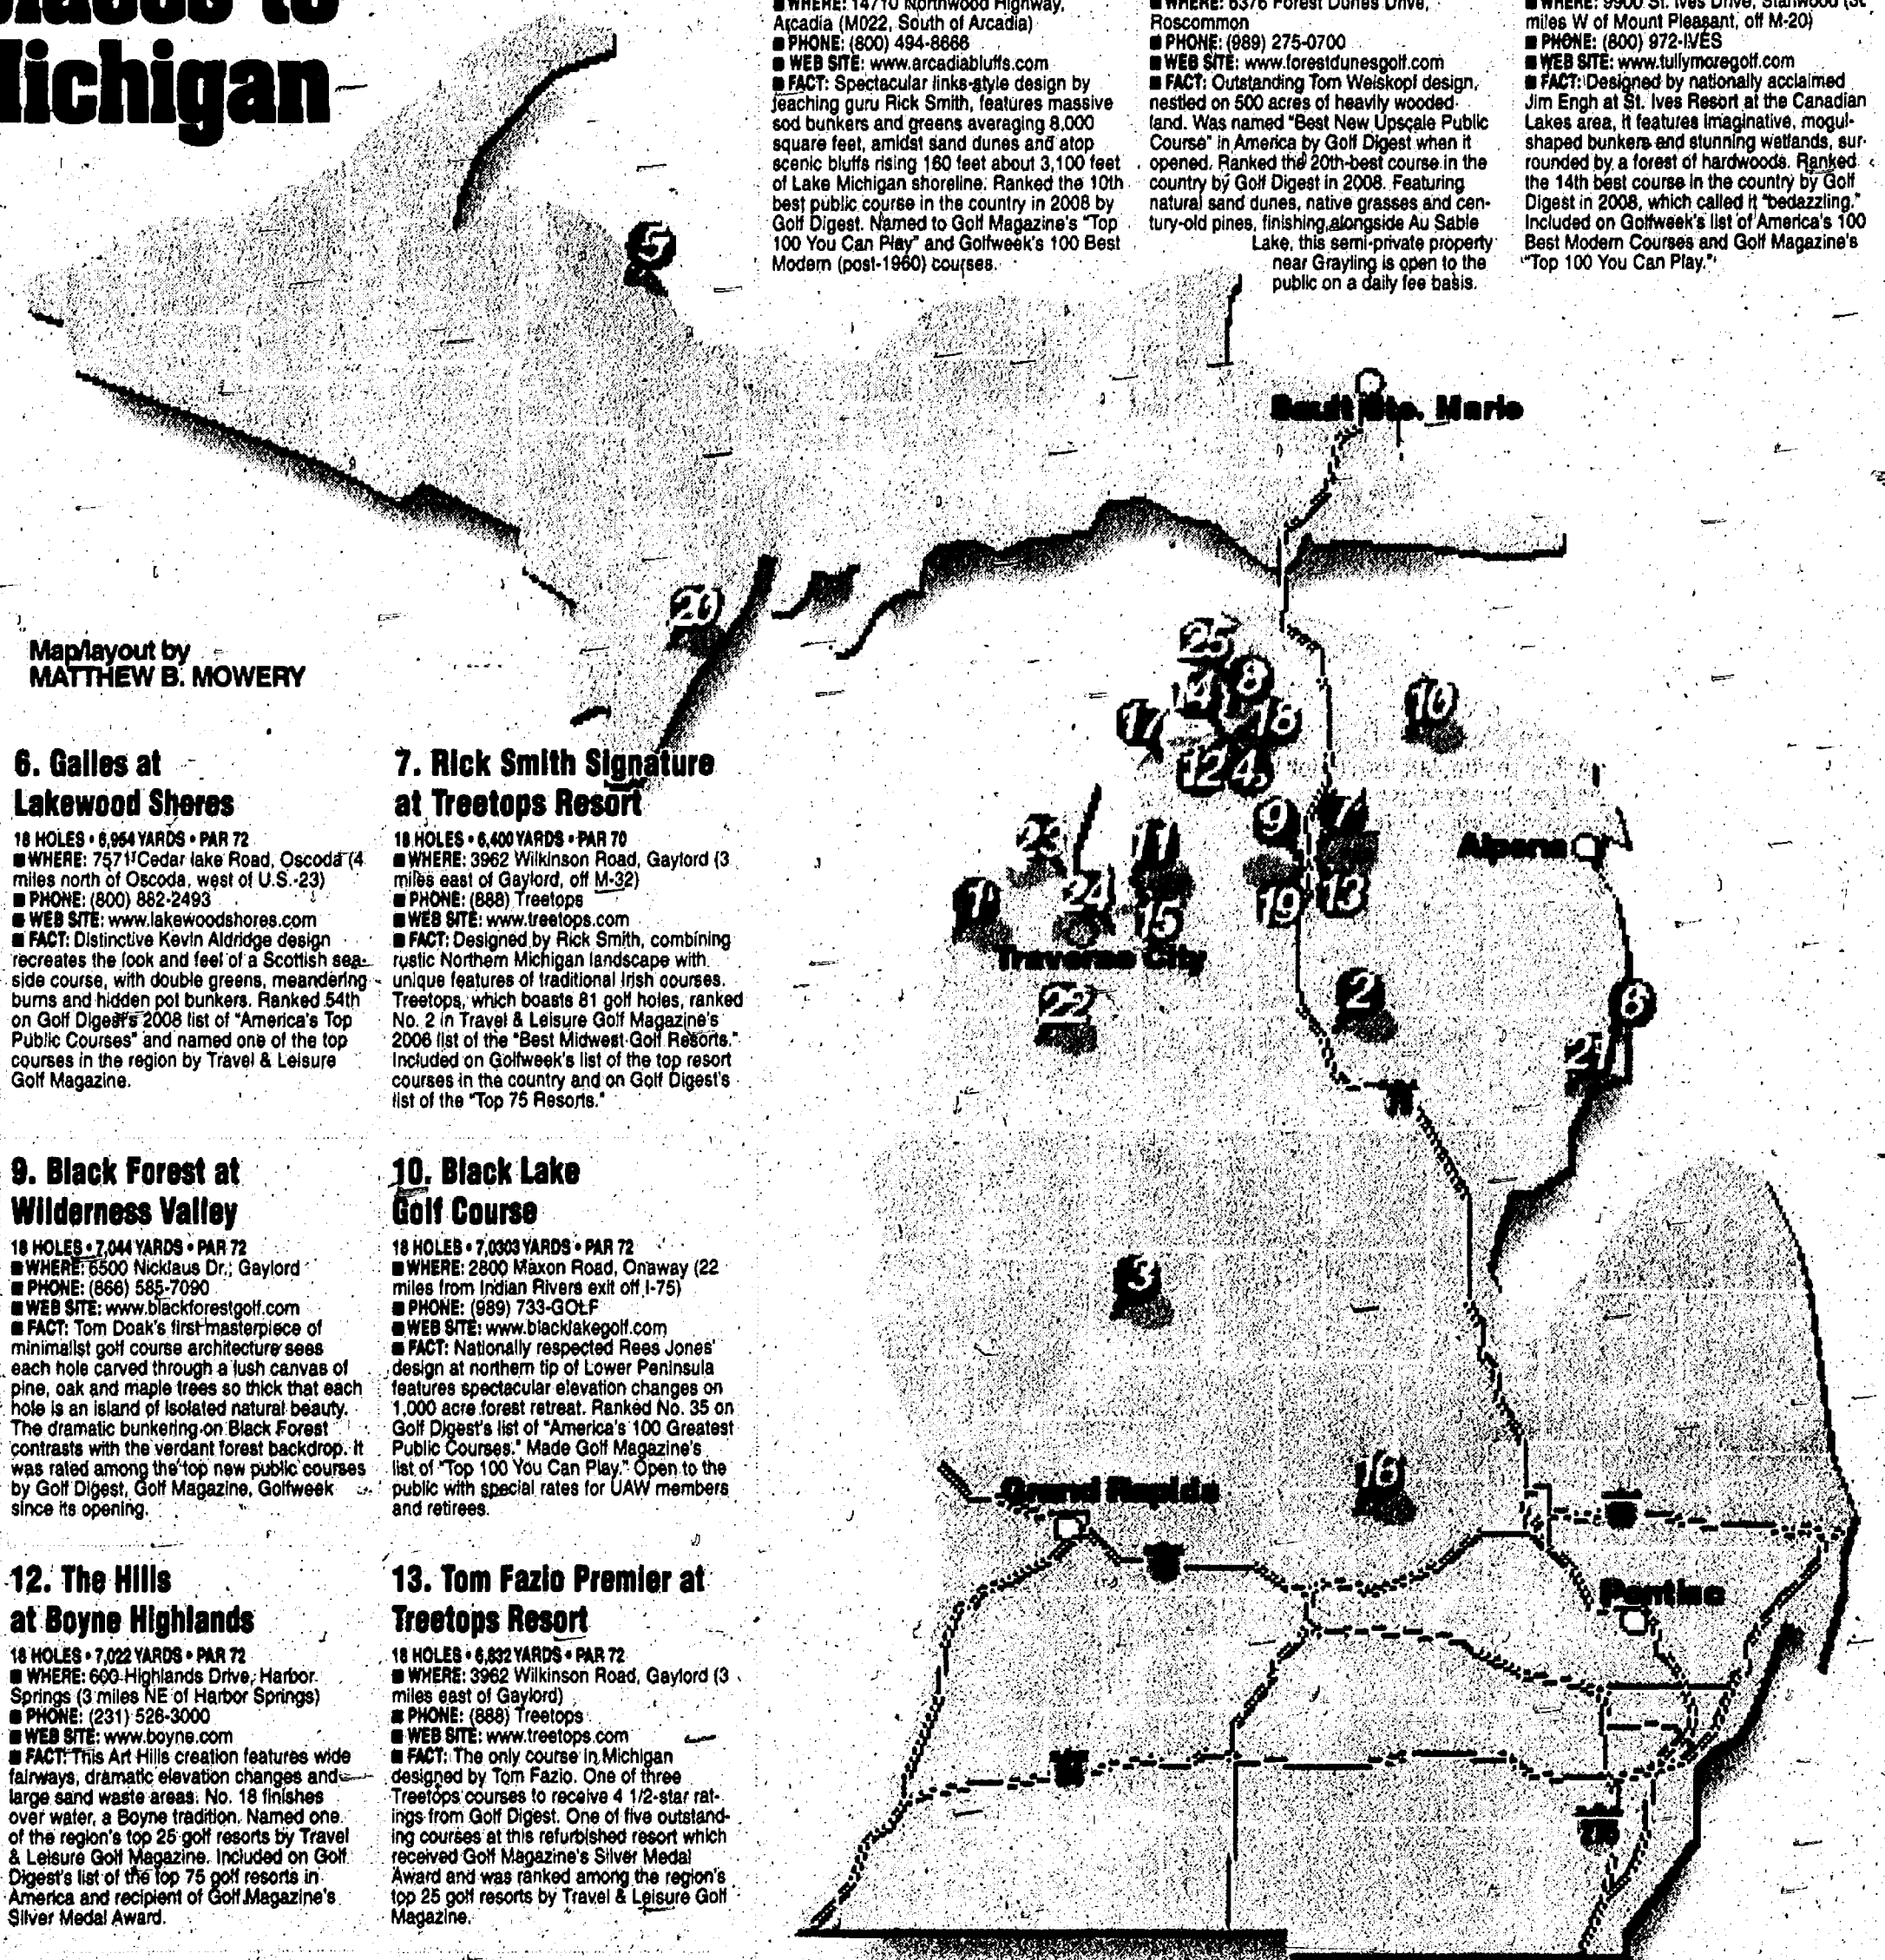 Michigan
Arcadia (M022, South of Arcadia)
■ PHONE: (800) 494-8666
■ WEB SITE: www.arcadiabluffs.com
■ FACT: Spectacular links-style design by
teaching guru Rick Smith, features massive
sod bunkers and greens averaging 8,000
square feet, amidst sand dunes and atop
scenic bluffs rising 160 feet about 3,100 feet
of Lake Michigan shoreline. Ranked the 10th
best public course in the country in 2008 by
Golf Digest. Named to Golf Magazine's "Top
100 You Can Play" and Golfweek's 100 Best
Modern (post-1960) courses.
■ WHERE: 6376 Forest Dunes Drive,
Roscommon
■ PHONE: (989) 275-0700
■ WEB SITE: www.forestdunesgolf.com
■ FACT: Outstanding Tom Weiskopf design,
nestled on 500 acres of heavily wooded
land. Was named "Best New Upscale Public
Course" in America by Golf Digest when it
opened. Ranked the 20th-best course in the
country by Golf Digest in 2008. Featuring
natural sand dunes, native grasses and cen-
tury-old pines, finishing alongside Au Sable
Lake, this semi-private property
near Grayling is open to the
public on a daily fee basis.
miles W of Mount Pleasant, off M-20)
■ PHONE: (800) 972-IVES
■ WEB SITE: www.tullymoregolf.com
■ FACT: Designed by nationally acclaimed
Jim Engh at St. Ives Resort at the Canadian
Lakes area, it features imaginative, mogul-
shaped bunkers and stunning wetlands, sur-
rounded by a forest of hardwoods. Ranked
the 14th best course in the country by Golf
Digest in 2008, which called it "bedazzling."
Included on Golfweek's list of America's 100
Best Modern Courses and Golf Magazine's
"Top 100 You Can Play."
5
Sault Ste. Marie
20
25
14 8
17 18
10
12 4
9 7
23 11
Alpena
1 24
15 19 13
Traverse City
22
2
6
21
75
3
16
Grand Rapids
Pontiac
Map/layout by
MATTHEW B. MOWERY
6. Gailes at
Lakewood Shores
18 HOLES • 6,954 YARDS • PAR 72
■ WHERE: 7571 Cedar lake Road, Oscoda (4
miles north of Oscoda, west of U.S.-23)
■ PHONE: (800) 882-2493
■ WEB SITE: www.lakewoodshores.com
■ FACT: Distinctive Kevin Aldridge design
recreates the look and feel of a Scottish sea-
side course, with double greens, meandering
burns and hidden pot bunkers. Ranked 54th
on Golf Digest's 2008 list of "America's Top
Public Courses" and named one of the top
courses in the region by Travel & Leisure
Golf Magazine.
7. Rick Smith Signature
at Treetops Resort
18 HOLES • 6,400 YARDS • PAR 70
■ WHERE: 3962 Wilkinson Road, Gaylord (3
miles east of Gaylord, off M-32)
■ PHONE: (888) Treetops
■ WEB SITE: www.treetops.com
■ FACT: Designed by Rick Smith, combining
rustic Northern Michigan landscape with
unique features of traditional Irish courses.
Treetops, which boasts 81 golf holes, ranked
No. 2 in Travel & Leisure Golf Magazine's
2006 list of the "Best Midwest Golf Resorts."
Included on Golfweek's list of the top resort
courses in the country and on Golf Digest's
list of the "Top 75 Resorts."
9. Black Forest at
Wilderness Valley
18 HOLES • 7,044 YARDS • PAR 72
■ WHERE: 6500 Nicklaus Dr., Gaylord
■ PHONE: (866) 585-7090
■ WEB SITE: www.blackforestgolf.com
■ FACT: Tom Doak's first masterpiece of
minimalist golf course architecture sees
each hole carved through a lush canvas of
pine, oak and maple trees so thick that each
hole is an island of isolated natural beauty.
The dramatic bunkering on Black Forest
contrasts with the verdant forest backdrop. It
was rated among the top new public courses
by Golf Digest, Golf Magazine, Golfweek
since its opening.
10. Black Lake
Golf Course
18 HOLES • 7,0303 YARDS • PAR 72
■ WHERE: 2800 Maxon Road, Onaway (22
miles from Indian Rivers exit off I-75)
■ PHONE: (989) 733-GOLF
■ WEB SITE: www.blacklakegolf.com
■ FACT: Nationally respected Rees Jones'
design at northern tip of Lower Peninsula
features spectacular elevation changes on
1,000 acre forest retreat. Ranked No. 35 on
Golf Digest's list of "America's 100 Greatest
Public Courses." Made Golf Magazine's
list of "Top 100 You Can Play." Open to the
public with special rates for UAW members
and retirees.
12. The Hills
at Boyne Highlands
18 HOLES • 7,022 YARDS • PAR 72
■ WHERE: 600 Highlands Drive, Harbor
Springs (3 miles NE of Harbor Springs)
■ PHONE: (231) 526-3000
■ WEB SITE: www.boyne.com
■ FACT: This Art Hills creation features wide
fairways, dramatic elevation changes and
large sand waste areas. No. 18 finishes
over water, a Boyne tradition. Named one
of the region's top 25 golf resorts by Travel
& Leisure Golf Magazine. Included on Golf
Digest's list of the top 75 golf resorts in
America and recipient of Golf Magazine's
Silver Medal Award.
13. Tom Fazio Premier at
Treetops Resort
18 HOLES • 6,832 YARDS • PAR 72
■ WHERE: 3962 Wilkinson Road, Gaylord (3
miles east of Gaylord)
■ PHONE: (888) Treetops
■ WEB SITE: www.treetops.com
■ FACT: The only course in Michigan
designed by Tom Fazio. One of three
Treetops courses to receive 4 1/2-star rat-
ings from Golf Digest. One of five outstand-
ing courses at this refurbished resort which
received Golf Magazine's Silver Medal
Award and was ranked among the region's
top 25 golf resorts by Travel & Leisure Golf
Magazine.